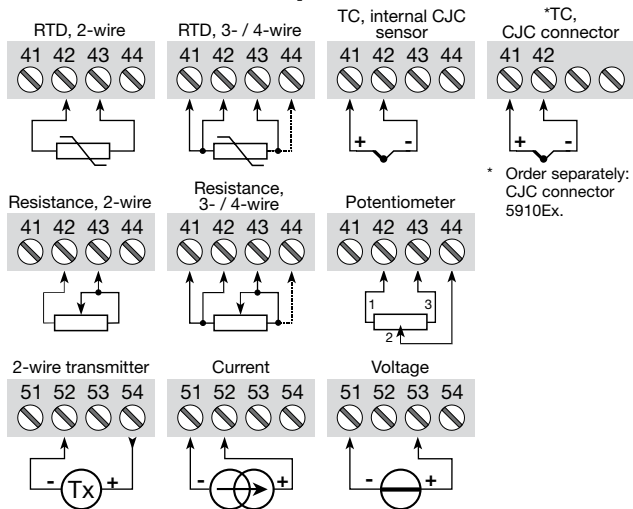 RTD, 2-wire
41 42 43 44
RTD, 3- / 4-wire
41 42 43 44
TC, internal CJC
sensor
41 42 43 44
+ -
*TC,
CJC connector
41 42
+ -
* Order separately:
CJC connector
5910Ex.
Resistance, 2-wire
41 42 43 44
Resistance,
3- / 4-wire
41 42 43 44
Potentiometer
41 42 43 44
1 3
2
2-wire transmitter
51 52 53 54
- Tx +
Current
51 52 53 54
- +
Voltage
51 52 53 54
- +